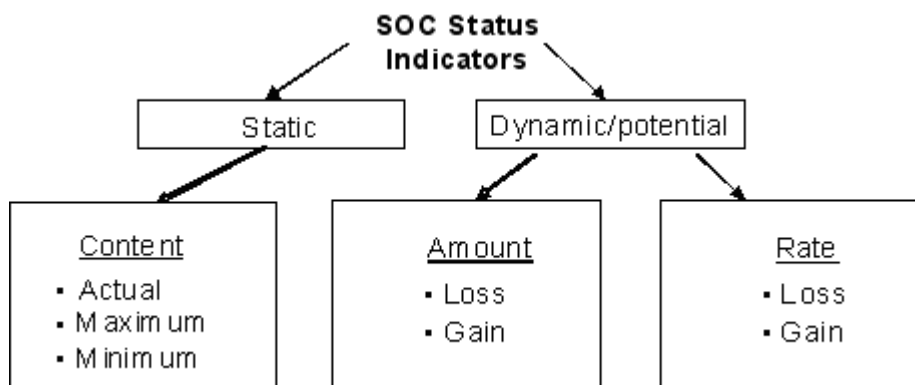 SOC Status
Indicators
Static
Dynamic/potential
Content
▪ Actual
▪ Maximum
▪ Minimum
Amount
▪ Loss
▪ Gain
Rate
▪ Loss
▪ Gain